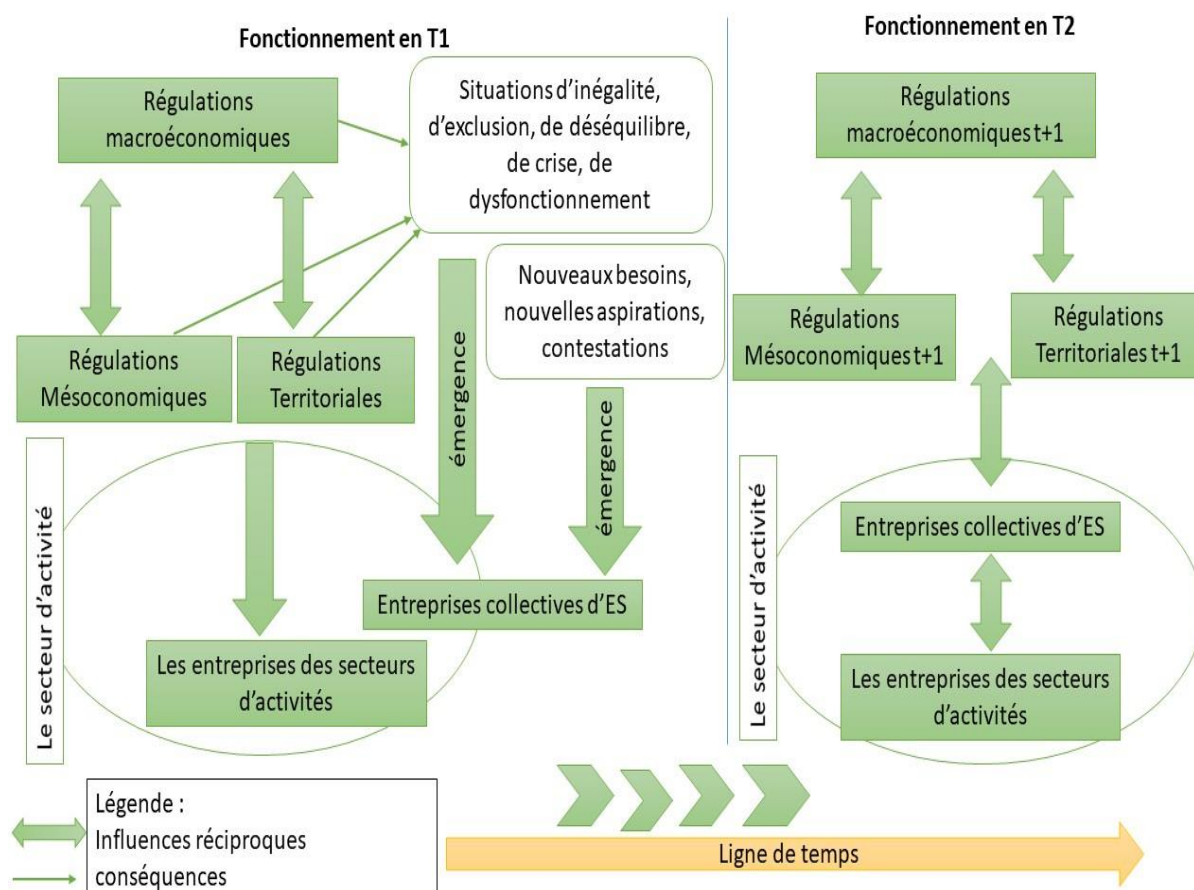 Fonctionnement en T1
Régulations
macroéconomiques
Situations d'inégalité,
d'exclusion, de déséquilibre,
de crise, de
dysfonctionnement
Nouveaux besoins,
nouvelles aspirations,
contestations
Régulations
Mésoconomiques
Régulations
Territoriales
émergence
émergence
Le secteur d'activité
Entreprises collectives d'ES
Les entreprises des secteurs
d'activités
Fonctionnement en T2
Régulations
macroéconomiques t+1
Régulations
Mésoconomiques t+1
Régulations
Territoriales t+1
Le secteur d'activité
Entreprises collectives d'ES
Les entreprises des secteurs
d'activités
Légende :
Influences réciproques
conséquences
Ligne de temps